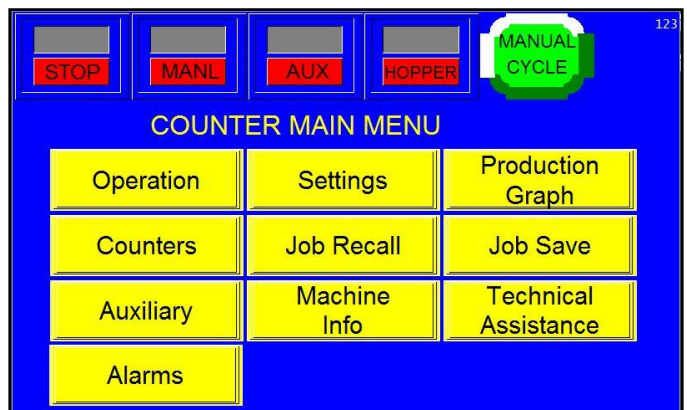 123
MANUAL
CYCLE
STOP
MANL
AUX
HOPPER
COUNTER MAIN MENU
Operation
Settings
Production
Graph
Counters
Job Recall
Job Save
Auxiliary
Machine
Info
Technical
Assistance
Alarms